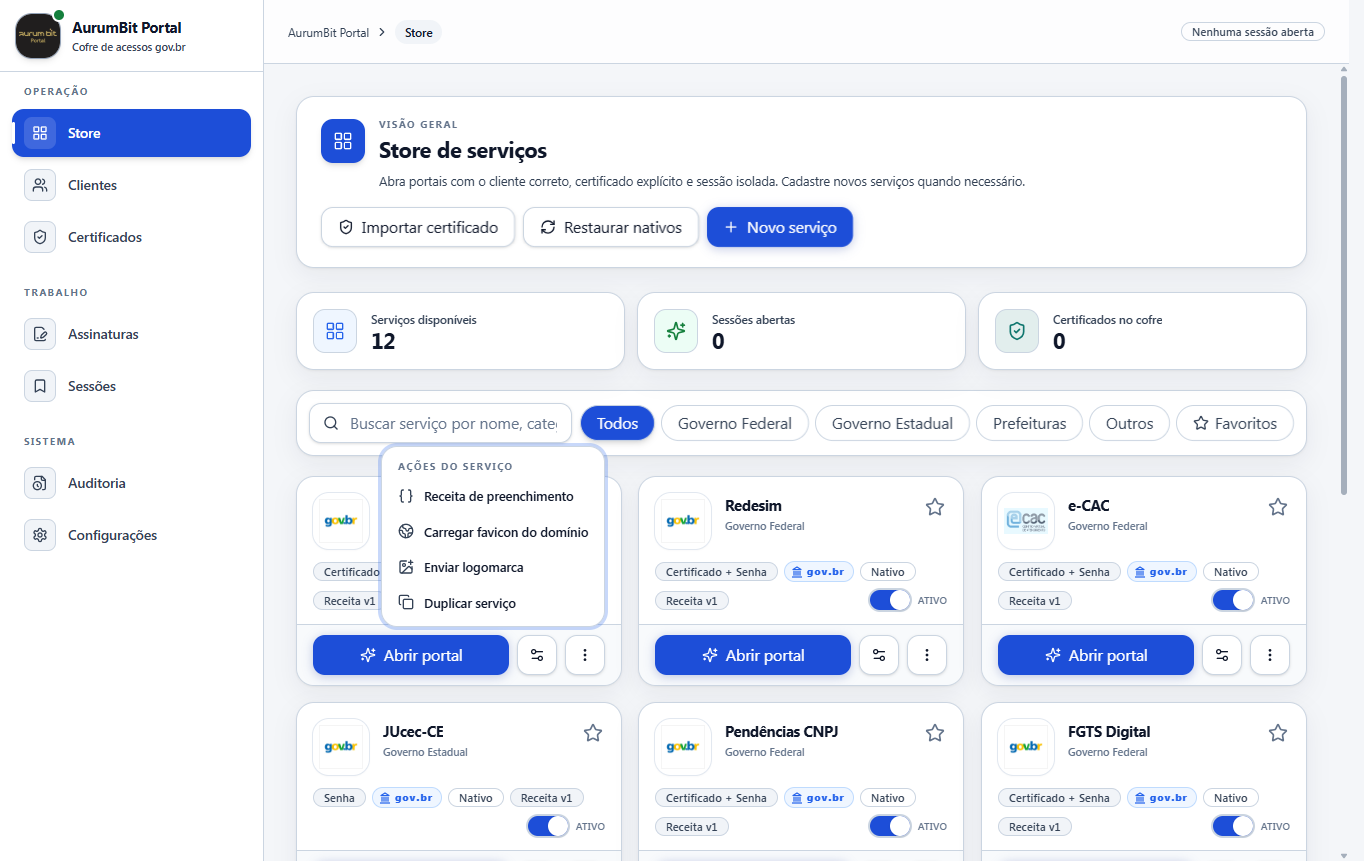 aurum bit
Portal
AurumBit Portal
Cofre de acessos gov.br
AurumBit Portal > Store
Nenhuma sessão aberta
OPERAÇÃO
Store
Clientes
Certificados
TRABALHO
Assinaturas
Sessões
SISTEMA
Auditoria
Configurações
VISÃO GERAL
Store de serviços
Abra portais com o cliente correto, certificado explícito e sessão isolada. Cadastre novos serviços quando necessário.
Importar certificado
Restaurar nativos
+ Novo serviço
Serviços disponíveis
12
Sessões abertas
0
Certificados no cofre
0
Buscar serviço por nome, cate
Todos
Governo Federal
Governo Estadual
Prefeituras
Outros
Favoritos
gov.br
Certificado
Receita v1
AÇÕES DO SERVIÇO
{} Receita de preenchimento
Carregar favicon do domínio
Enviar logomarca
Duplicar serviço
Abrir portal
gov.br
Redesim
Governo Federal
Certificado + Senha
gov.br
Nativo
Receita v1
ATIVO
Abrir portal
e cac
e-CAC
Governo Federal
Certificado + Senha
gov.br
Nativo
Receita v1
ATIVO
Abrir portal
gov.br
JUcec-CE
Governo Estadual
Senha
gov.br
Nativo
Receita v1
ATIVO
gov.br
Pendências CNPJ
Governo Federal
Certificado + Senha
gov.br
Nativo
Receita v1
ATIVO
gov.br
FGTS Digital
Governo Federal
Certificado + Senha
gov.br
Nativo
Receita v1
ATIVO